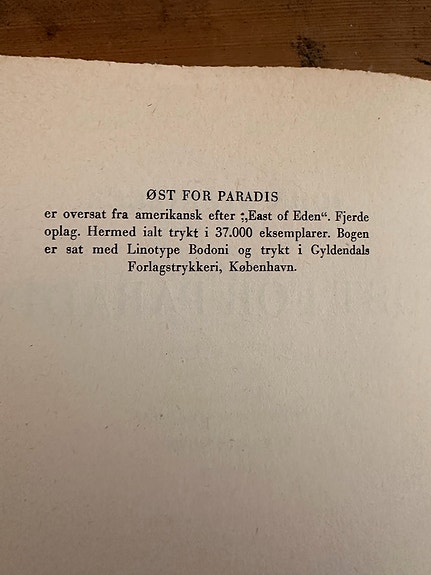 ØST FOR PARADIS
er oversat fra amerikansk efter :„East of Eden“. Fjerde
oplag. Hermed ialt trykt i 37.000 eksemplarer. Bogen
er sat med Linotype Bodoni og trykt i Gyldendals
Forlagstrykkeri, København.